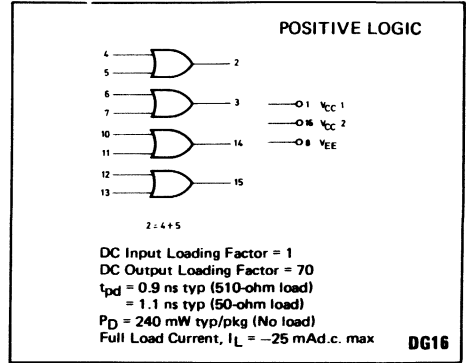 POSITIVE LOGIC
4
5
2
6
7
3
1 VCC 1
16 VCC 2
8 VEE
10
11
14
12
13
15
2 = 4 + 5
DC Input Loading Factor = 1
DC Output Loading Factor = 70
tpd = 0.9 ns typ (510-ohm load)
= 1.1 ns typ (50-ohm load)
PD = 240 mW typ/pkg (No load)
Full Load Current, IL = −25 mAd.c. max
DG16